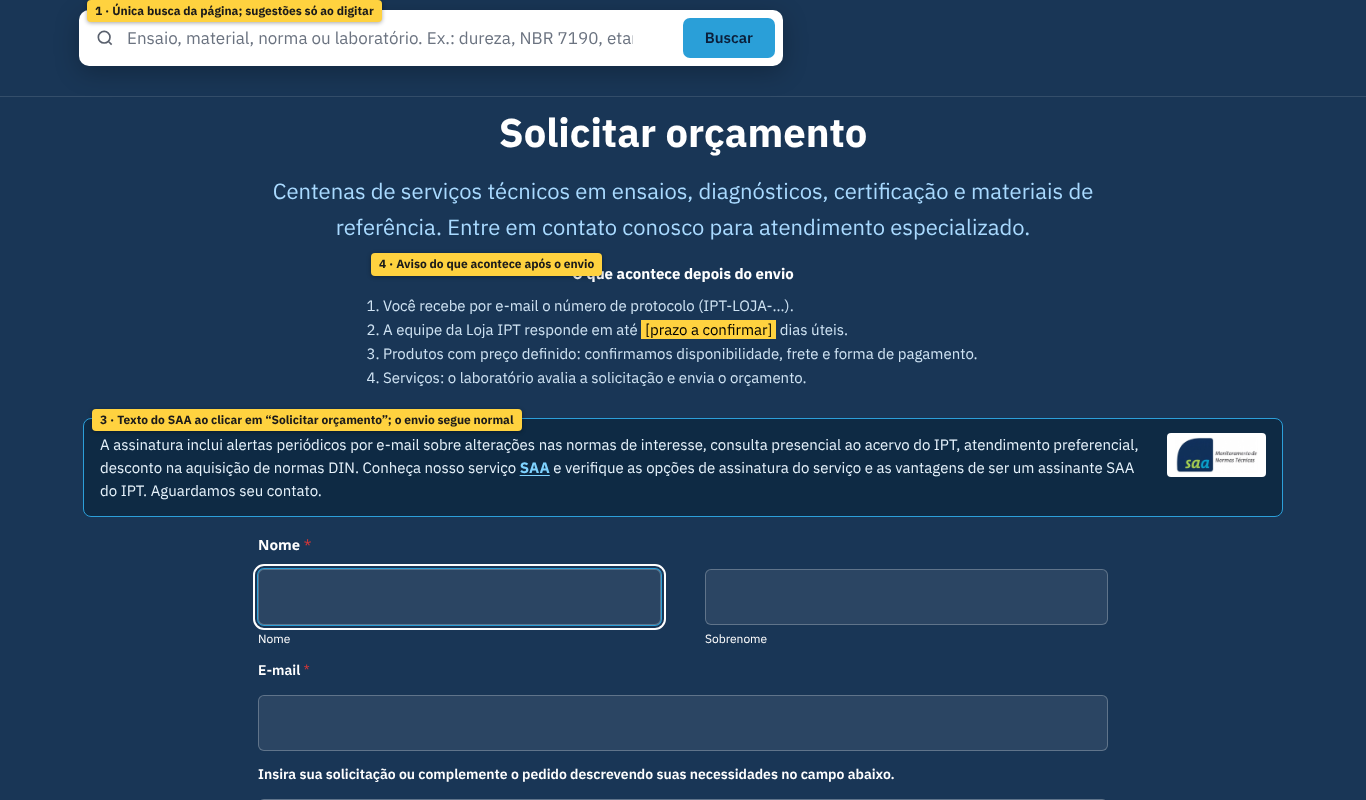 1 · Única busca da página; sugestões só ao digitar
Ensaio, material, norma ou laboratório. Ex.: dureza, NBR 7190, eta
Buscar
Solicitar orçamento
Centenas de serviços técnicos em ensaios, diagnósticos, certificação e materiais de
referência. Entre em contato conosco para atendimento especializado.
4 · Aviso do que acontece após o envio
O que acontece depois do envio
1. Você recebe por e-mail o número de protocolo (IPT-LOJA-…).
2. A equipe da Loja IPT responde em até [prazo a confirmar] dias úteis.
3. Produtos com preço definido: confirmamos disponibilidade, frete e forma de pagamento.
4. Serviços: o laboratório avalia a solicitação e envia o orçamento.
3 · Texto do SAA ao clicar em “Solicitar orçamento”; o envio segue normal
A assinatura inclui alertas periódicos por e-mail sobre alterações nas normas de interesse, consulta presencial ao acervo do IPT, atendimento preferencial,
desconto na aquisição de normas DIN. Conheça nosso serviço SAA e verifique as opções de assinatura do serviço e as vantagens de ser um assinante SAA
do IPT. Aguardamos seu contato.
saa Monitoramento de
Normas Técnicas
Nome *
Nome
Sobrenome
E-mail *
Insira sua solicitação ou complemente o pedido descrevendo suas necessidades no campo abaixo.